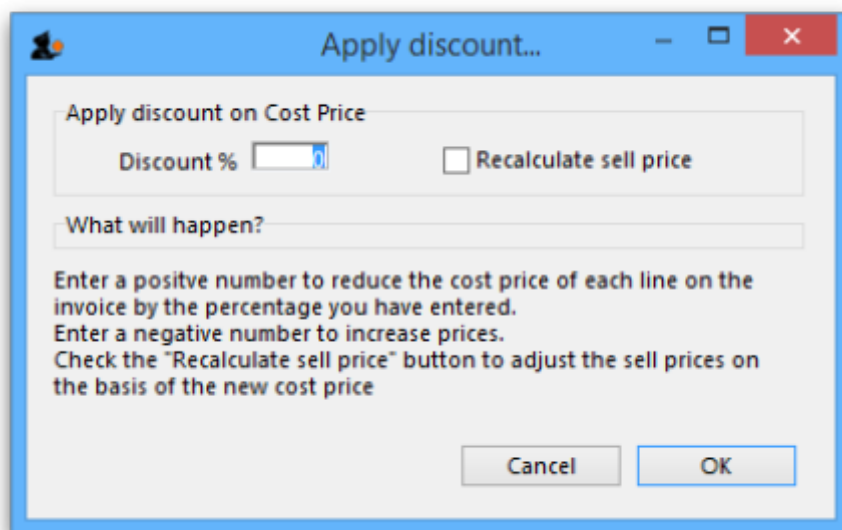 Apply discount...
Apply discount on Cost Price
Discount % 0 Recalculate sell price
What will happen?
Enter a positve number to reduce the cost price of each line on the
invoice by the percentage you have entered.
Enter a negative number to increase prices.
Check the "Recalculate sell price" button to adjust the sell prices on
the basis of the new cost price
Cancel OK